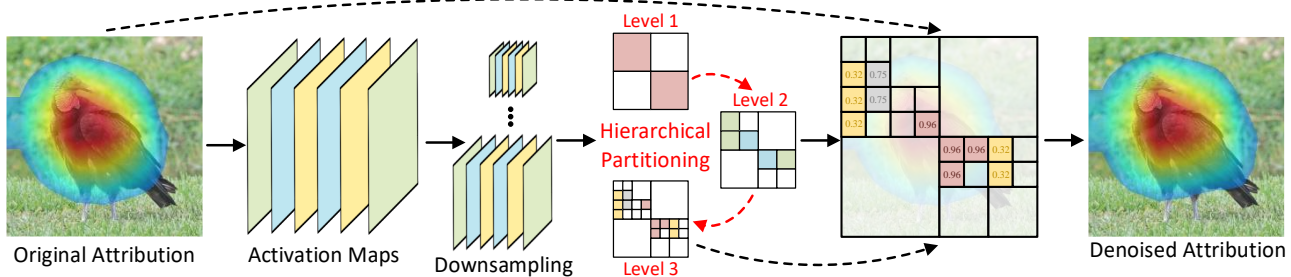 Level 1
Level 2
Hierarchical
Partitioning
Level 3
0.32 0.75
0.32 0.75
0.32 0.96
0.96 0.96 0.32
0.96 0.32
Original Attribution
Activation Maps
Downsampling
Denoised Attribution